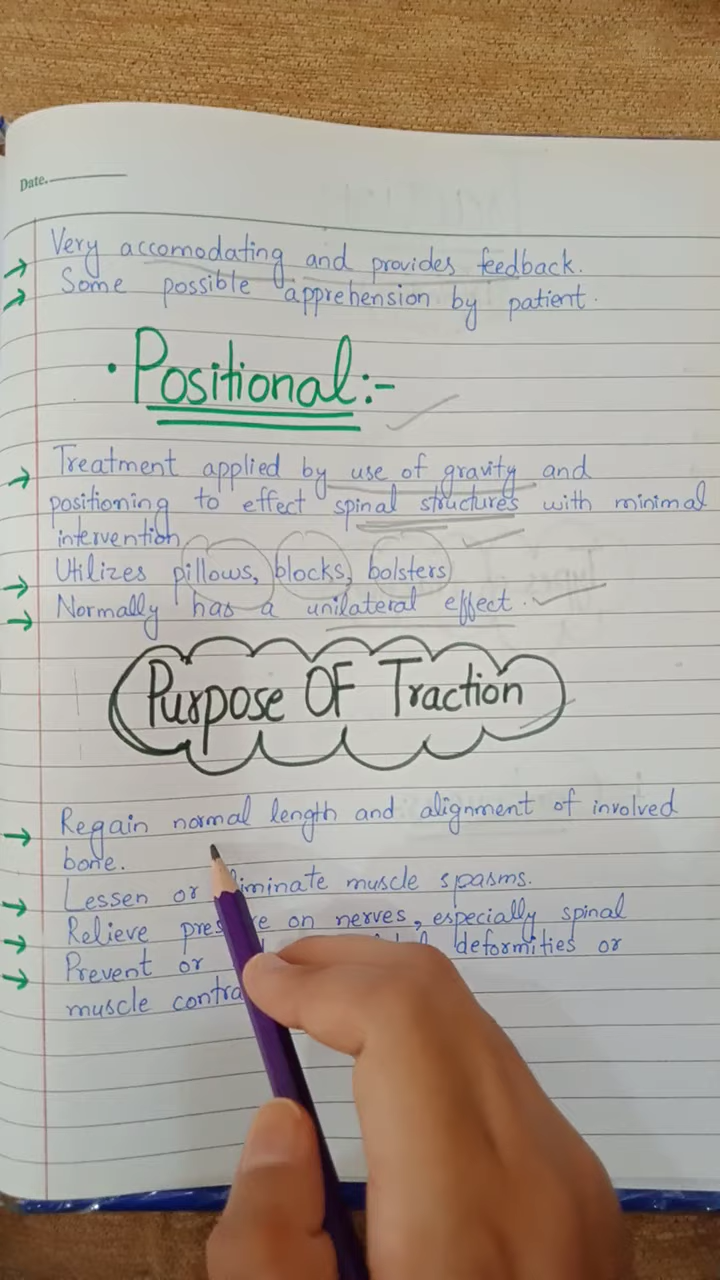 Date.
Very accomodating and provides feedback.
Some possible apprehension by patient.
• Positional:-
Treatment applied by use of gravity and
positioning to effect spinal structures with minimal
intervention
Utilizes pillows, blocks, bolsters
Normally has a unilateral effect.
Purpose OF Traction
Regain normal length and alignment of involved
bone.
Lessen or eliminate muscle spasms.
Relieve pressure on nerves, especially spinal
Prevent or deformities or
muscle